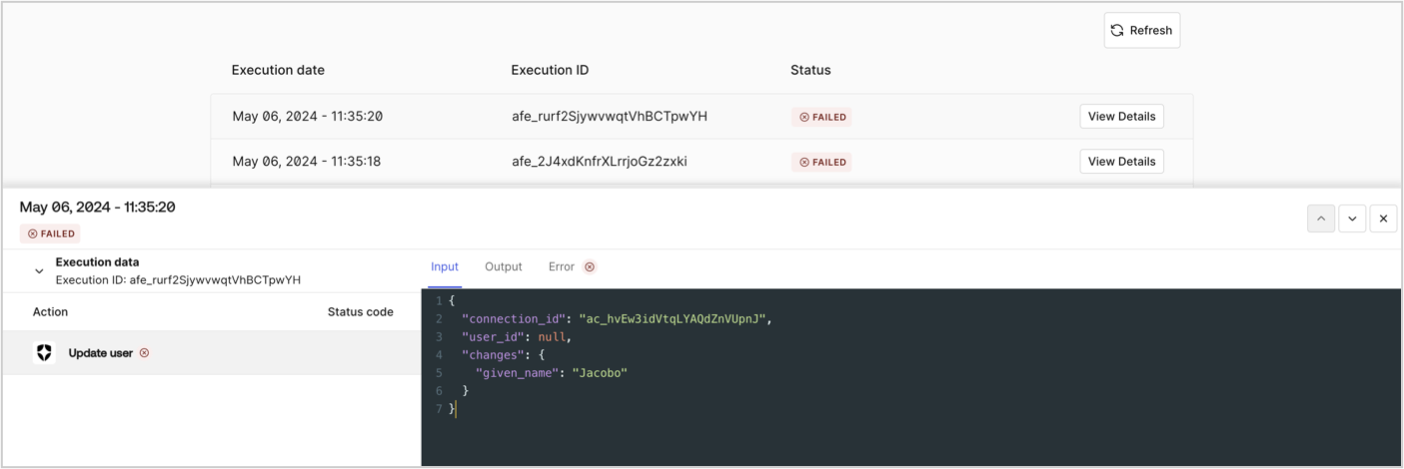 Refresh
Execution date Execution ID Status
May 06, 2024 - 11:35:20 afe_rurf2SjywvwqtVhBCTpwYH FAILED View Details
May 06, 2024 - 11:35:18 afe_2J4xdKnfrXLrrjoGz2zxki FAILED View Details
May 06, 2024 - 11:35:20
FAILED
Execution data
Execution ID: afe_rurf2SjywvwqtVhBCTpwYH
Input Output Error
Action Status code
Update user
1 {
2 "connection_id": "ac_hvEw3idVtqLYAQdZnVUpnJ",
3 "user_id": null,
4 "changes": {
5 "given_name": "Jacobo"
6 }
7 }